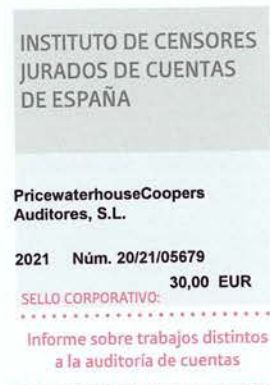 INSTITUTO DE CENSORES
JURADOS DE CUENTAS
DE ESPAÑA
PricewaterhouseCoopers
Auditores, S.L.
2021 Núm. 20/21/05679
30,00 EUR
SELLO CORPORATIVO:
Informe sobre trabajos distintos
a la auditoría de cuentas